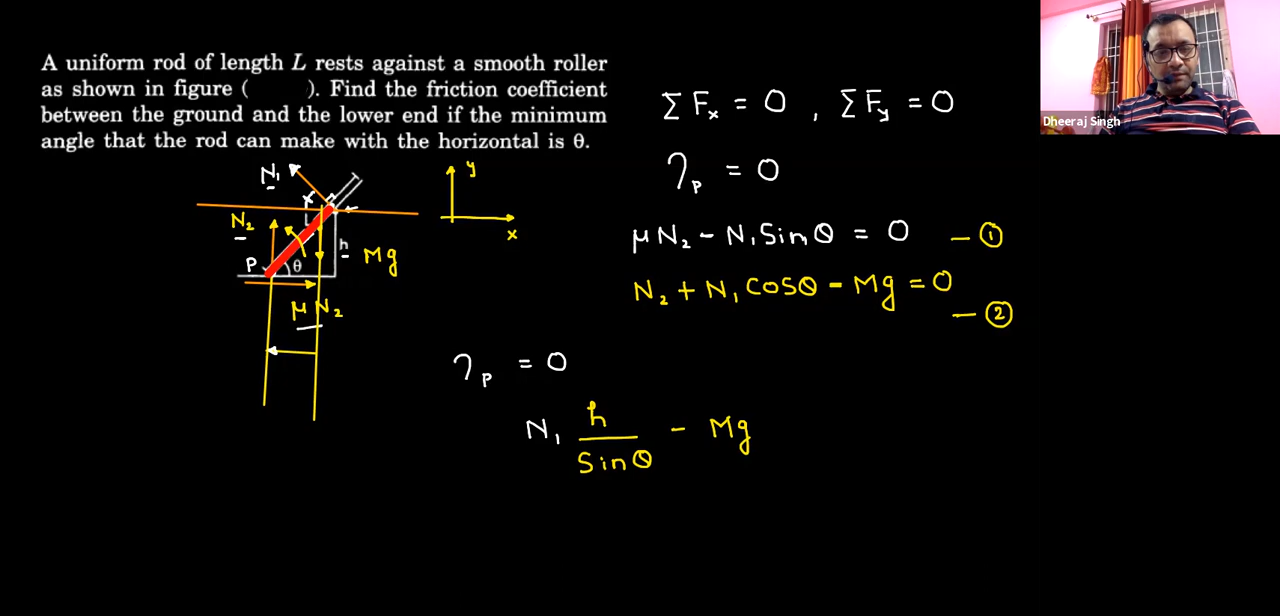 A uniform rod of length L rests against a smooth roller
as shown in figure ( ). Find the friction coefficient
between the ground and the lower end if the minimum
angle that the rod can make with the horizontal is θ.
Dheeraj Singh
Σ Fx = 0 , Σ Fy = 0
τp = 0
μN₂ - N₁ Sinθ = 0 - ①
N₂ + N₁ cosθ - Mg = 0
- ②
N₁
N₂
P
θ
h
Mg
μ N₂
y
x
τp = 0
N₁ h/Sinθ - Mg